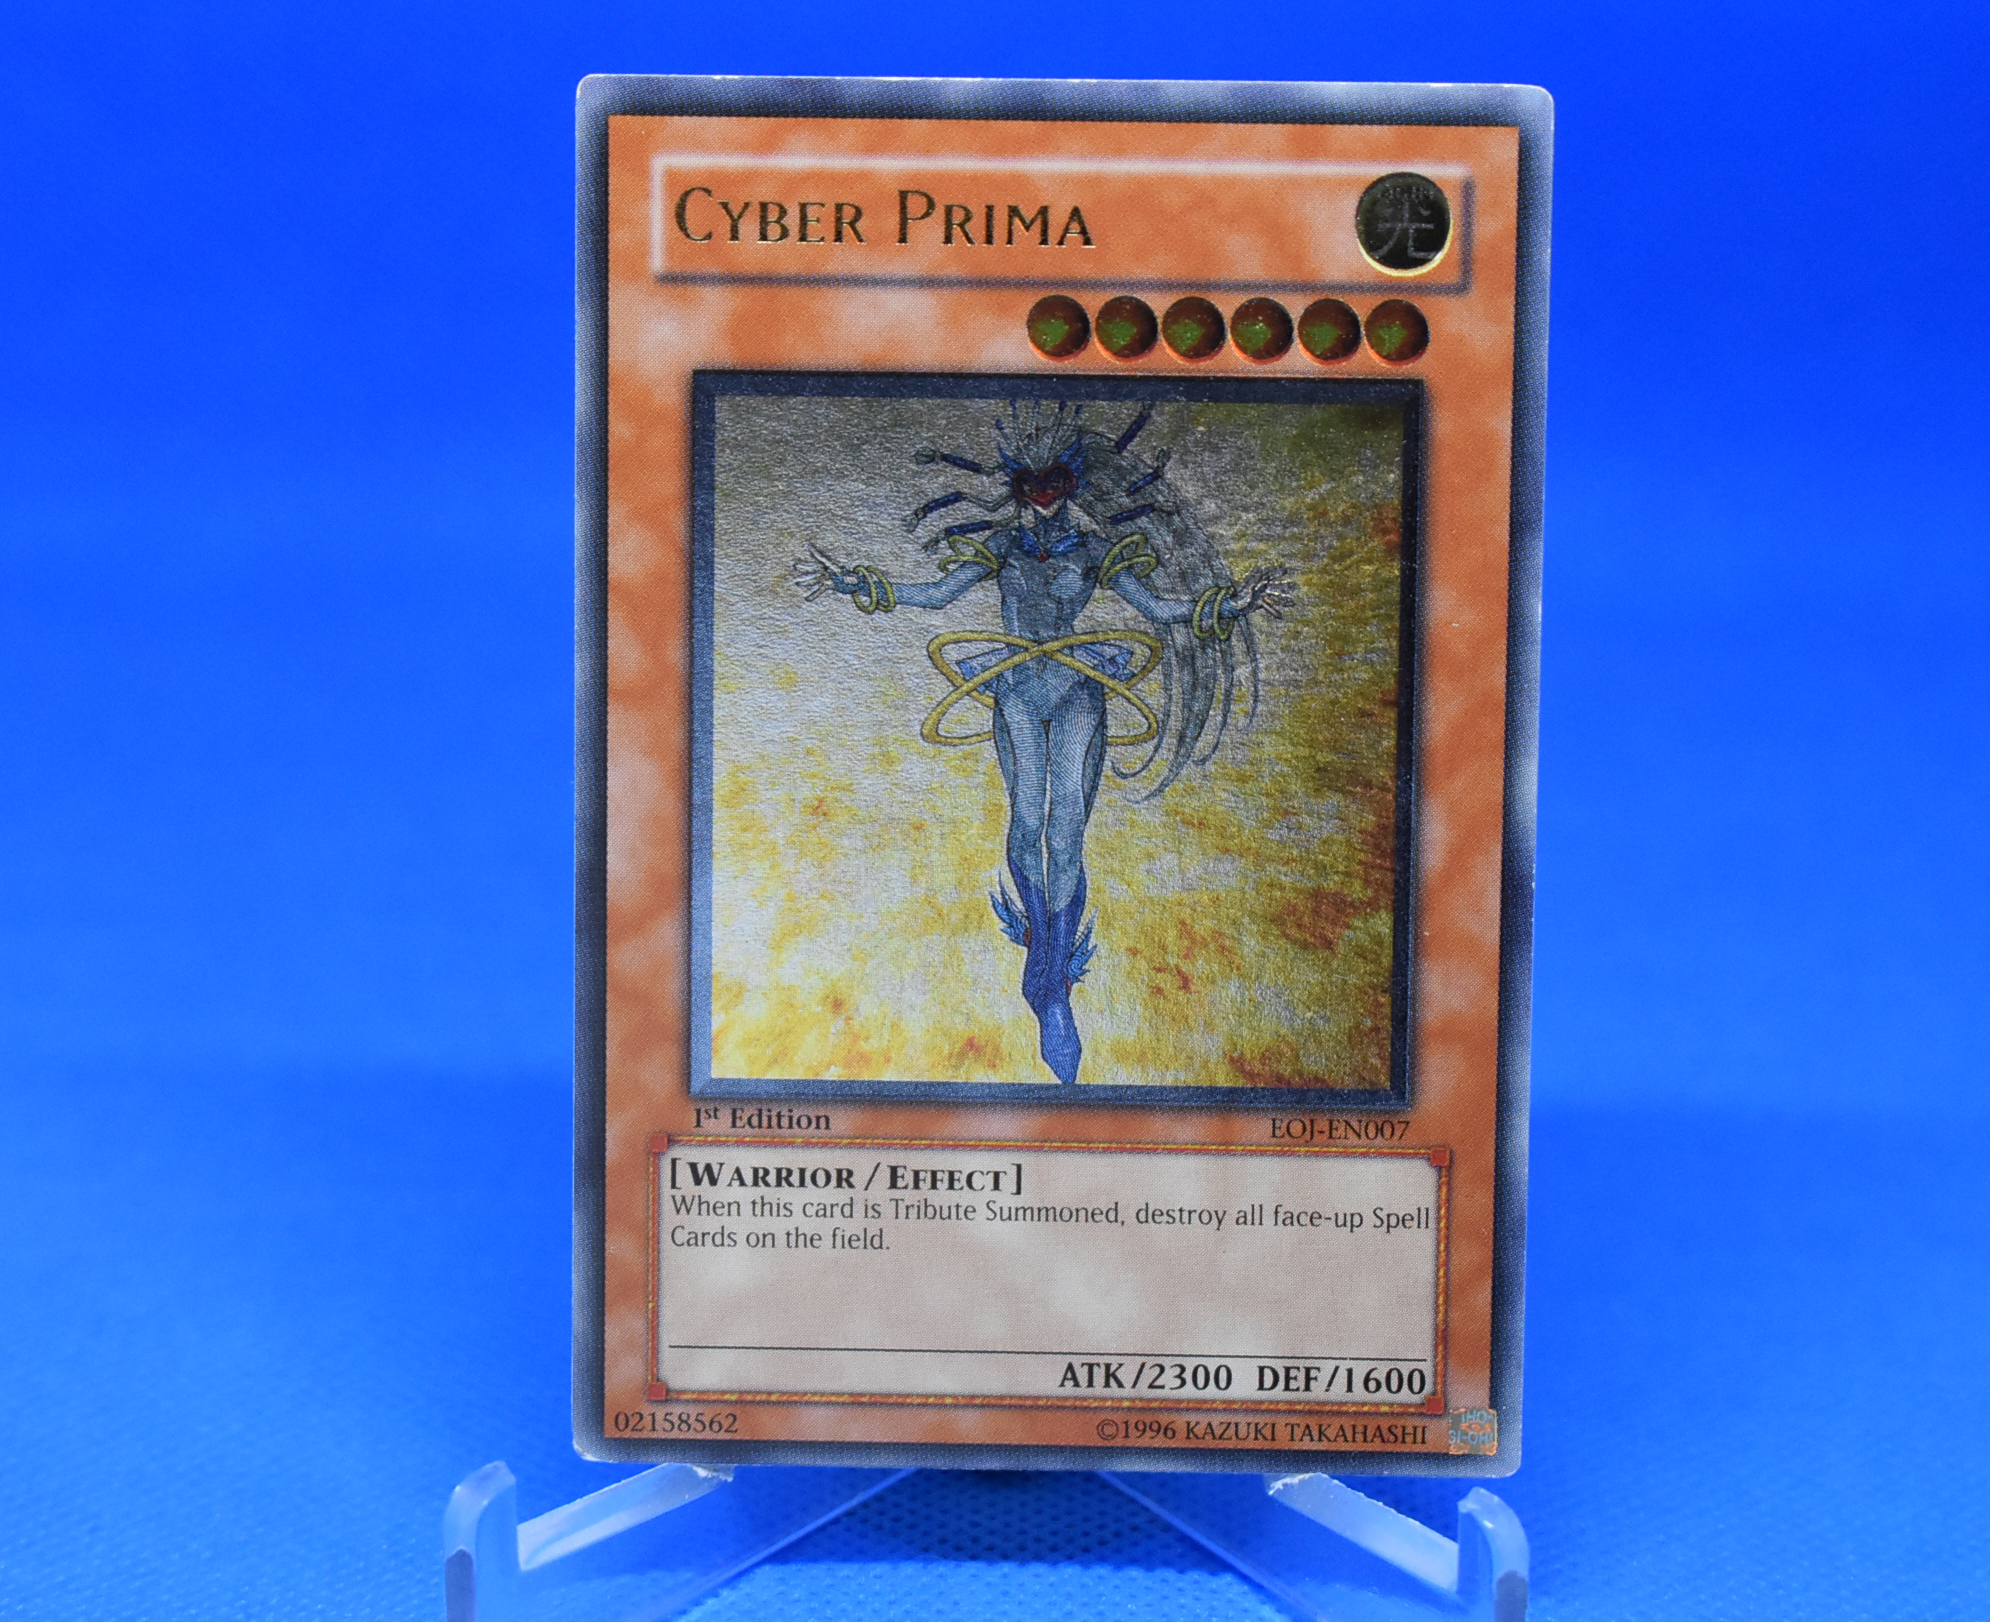 CYBER PRIMA
光
1st Edition
EOJ-EN007
[WARRIOR / EFFECT]
When this card is Tribute Summoned, destroy all face-up Spell
Cards on the field.
ATK/2300 DEF/1600
02158562
©1996 KAZUKI TAKAHASHI